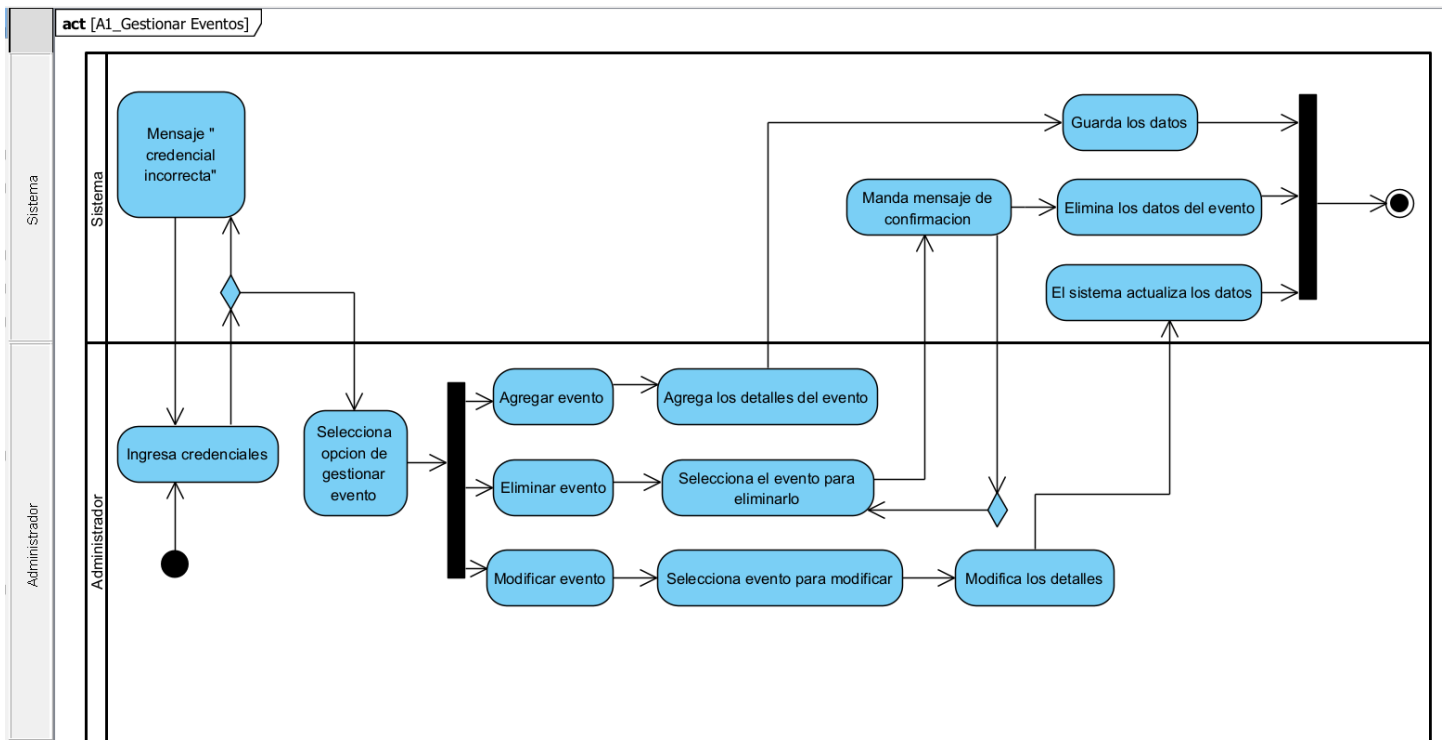 act [A1_Gestionar Eventos]
Sistema
Sistema
Mensaje "
credencial
incorrecta"
Guarda los datos
Manda mensaje de
confirmacion
Elimina los datos del evento
El sistema actualiza los datos
Administrador
Administrador
Ingresa credenciales
Selecciona
opcion de
gestionar
evento
Agregar evento
Agrega los detalles del evento
Eliminar evento
Selecciona el evento para
eliminarlo
Modificar evento
Selecciona evento para modificar
Modifica los detalles